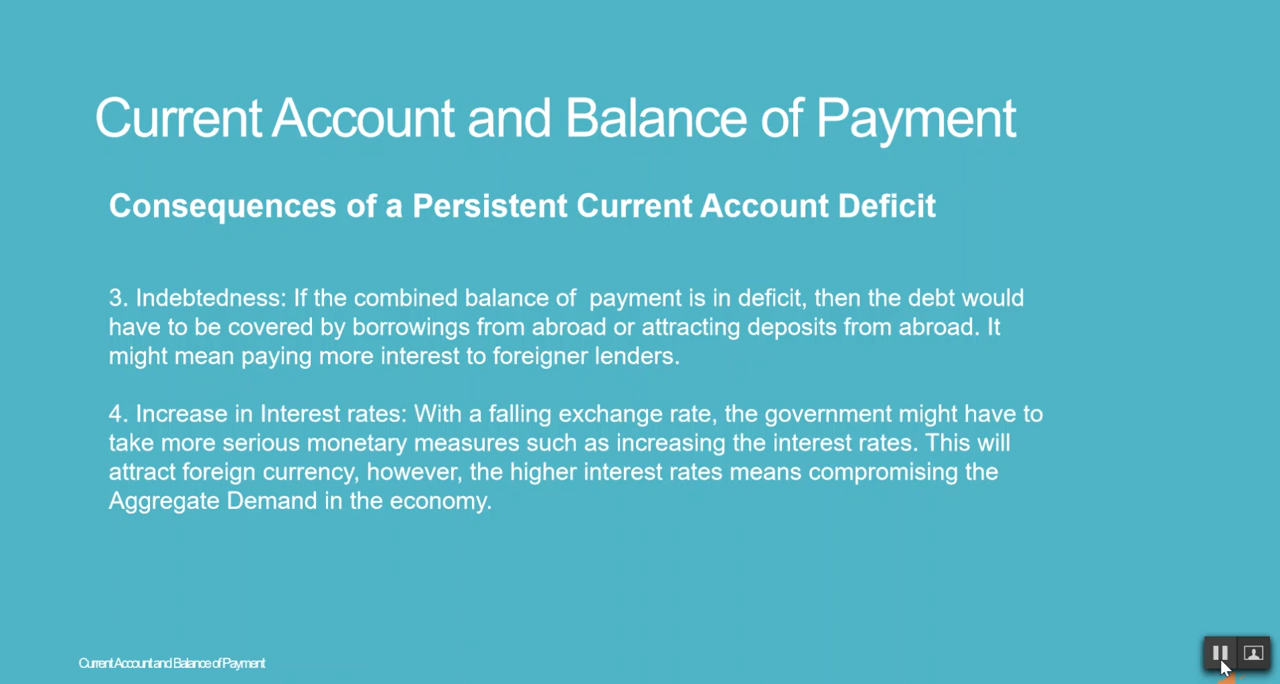 Current Account and Balance of Payment
Consequences of a Persistent Current Account Deficit
3. Indebtedness: If the combined balance of  payment is in deficit, then the debt would
have to be covered by borrowings from abroad or attracting deposits from abroad. It
might mean paying more interest to foreigner lenders.
4. Increase in Interest rates: With a falling exchange rate, the government might have to
take more serious monetary measures such as increasing the interest rates. This will
attract foreign currency, however, the higher interest rates means compromising the
Aggregate Demand in the economy.
Current Account and Balance of Payment